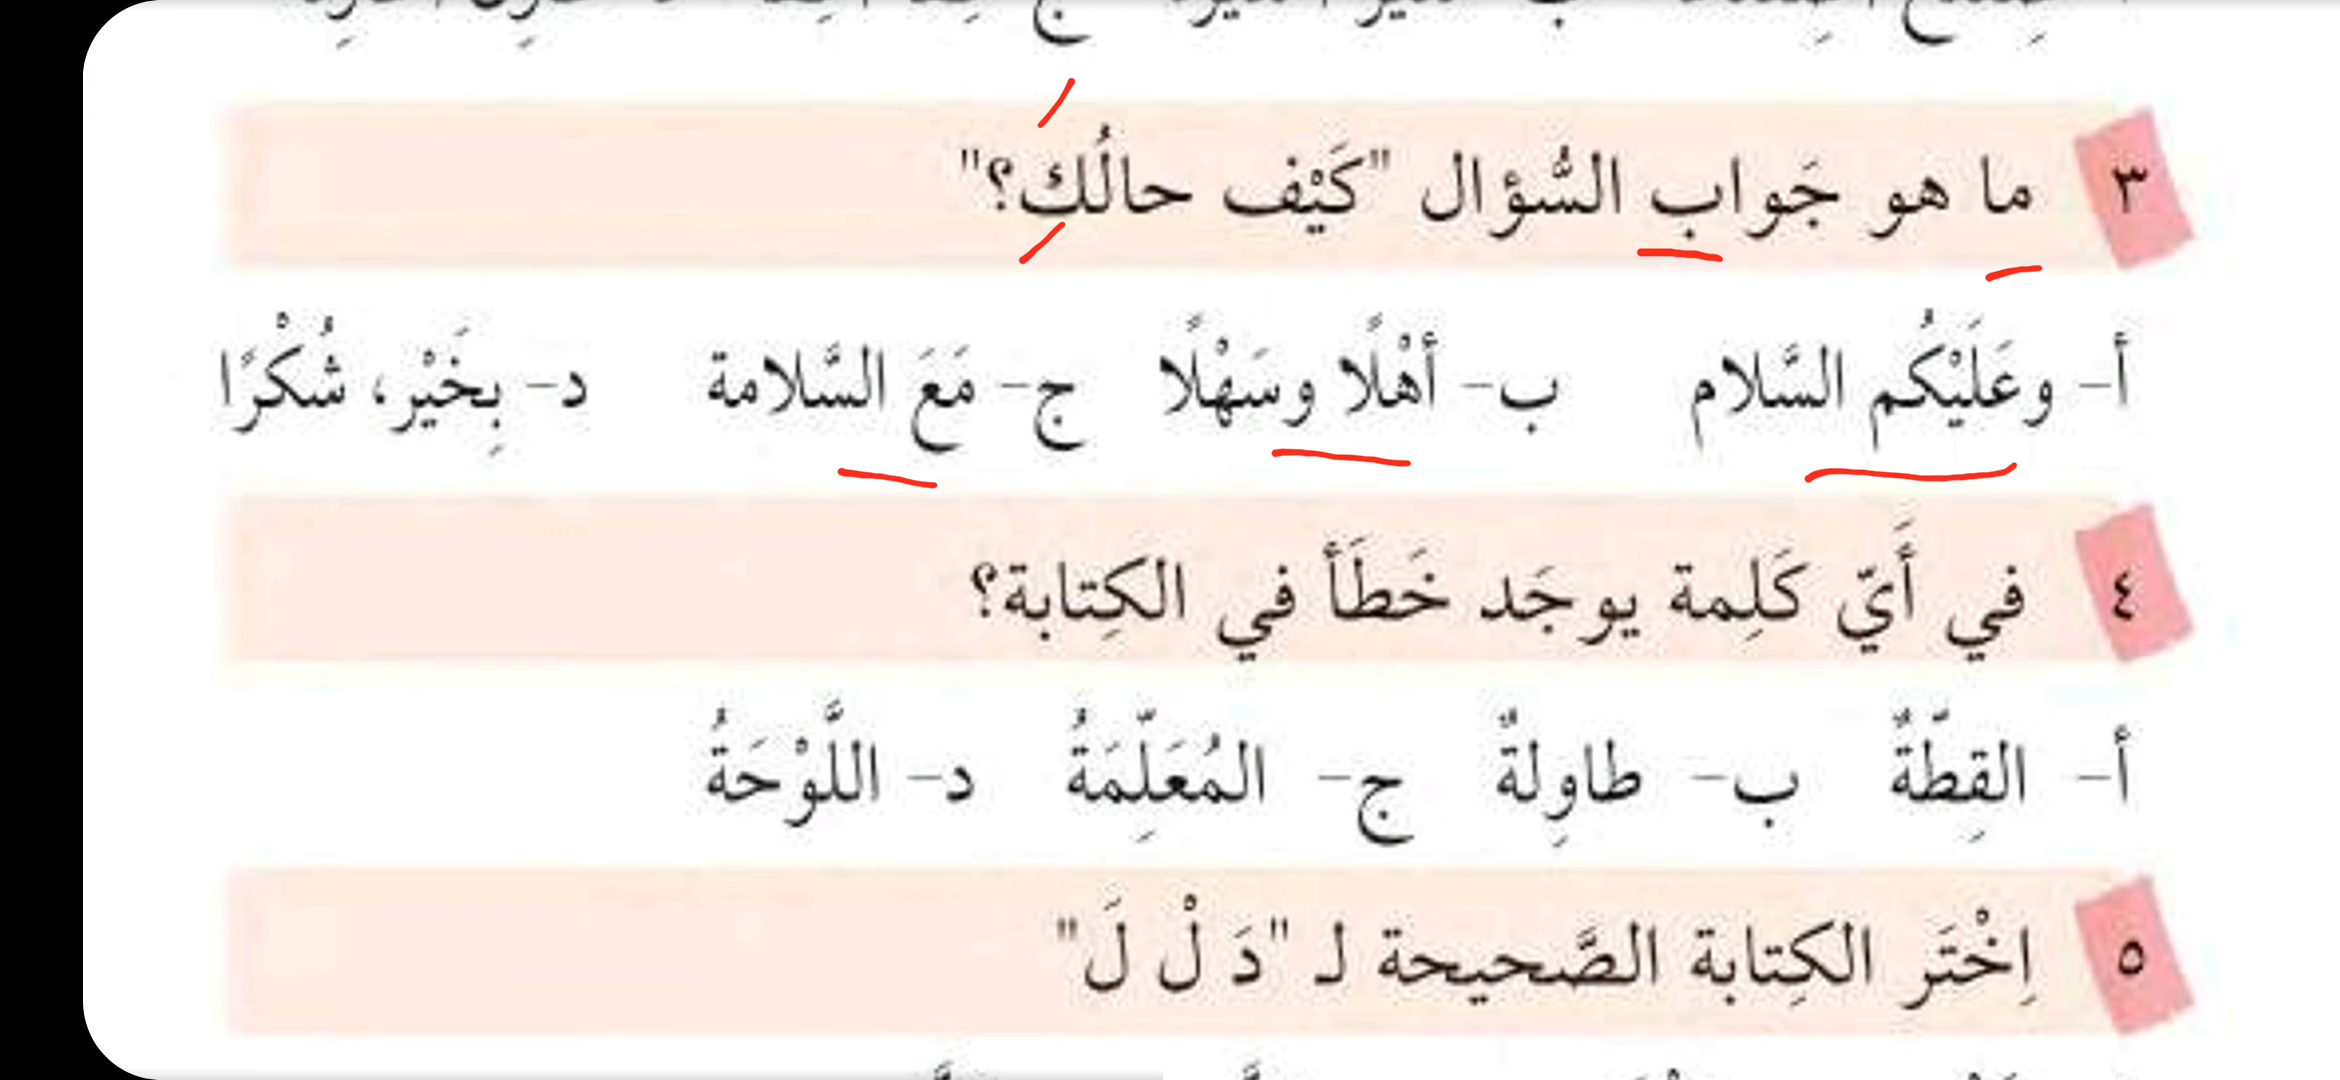 ٣ ما هو جَواب السُّؤال "كَيْف حالُك؟"
أ- وعَلَيْكُم السَّلام ب- أهْلًا وسَهْلًا ج- مَعَ السَّلامة د- بِخَيْر، شُكْرًا
٤ في أَيّ كَلِمة يوجَد خَطَأ في الكِتابة؟
أ- القِطّةٌ ب- طاوِلةٌ ج- المُعَلِّمَةُ د- اللَّوْحَةُ
٥ اِخْتَر الكِتابة الصَّحيحة لـ "دَ لْ لَ"